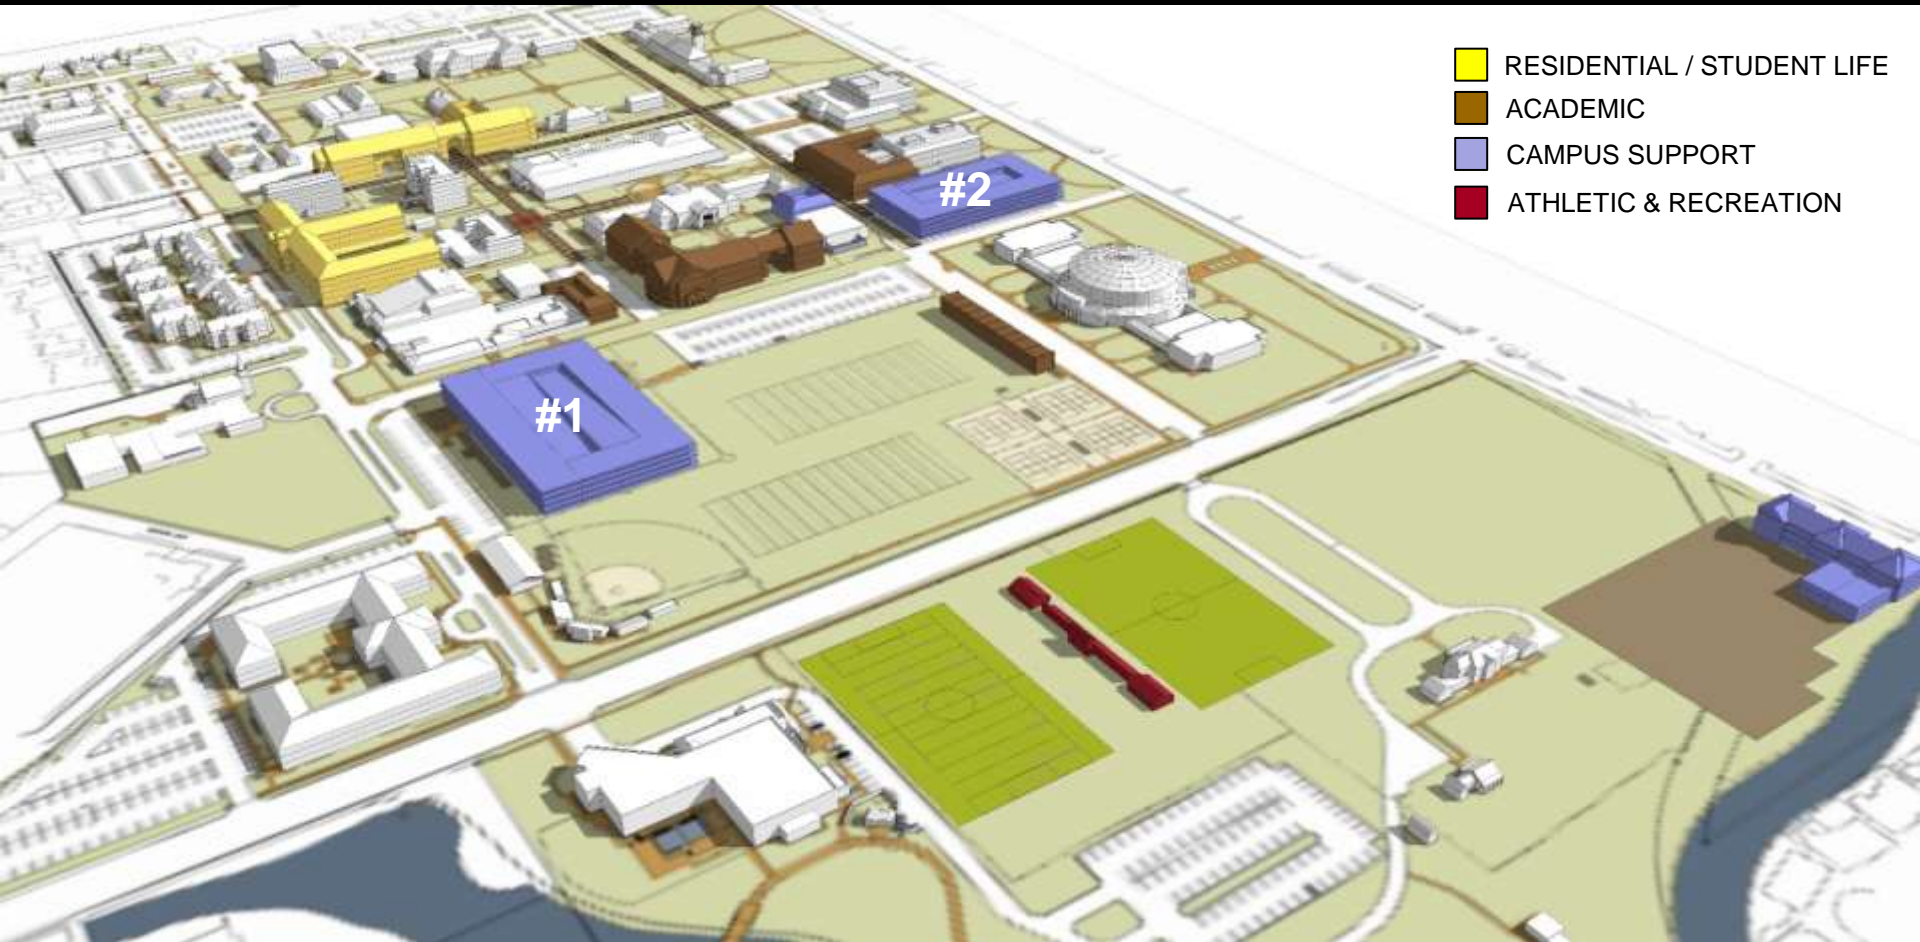 RESIDENTIAL / STUDENT LIFE
ACADEMIC
CAMPUS SUPPORT
ATHLETIC & RECREATION
#2
#1